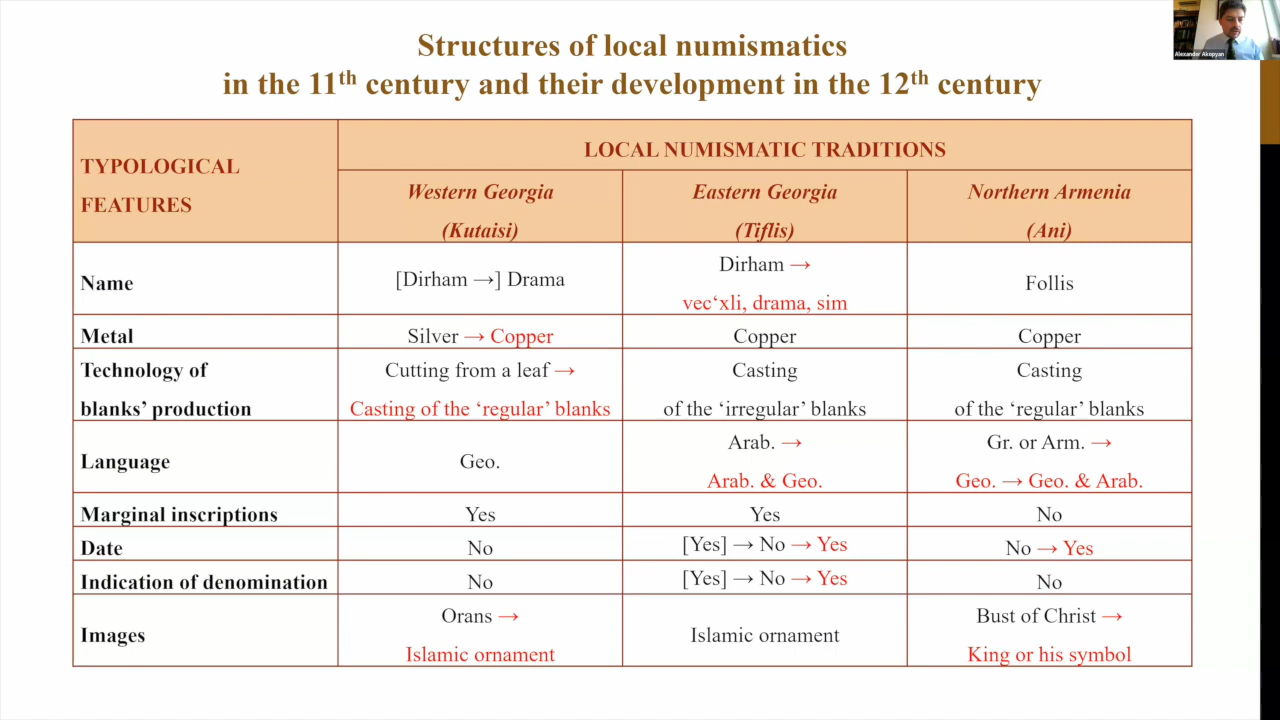 Structures of local numismatics
in the 11th century and their development in the 12th century
Alexander Akopyan
TYPOLOGICAL
FEATURES
LOCAL NUMISMATIC TRADITIONS
Western Georgia
(Kutaisi)
Eastern Georgia
(Tiflis)
Northern Armenia
(Ani)
Name
[Dirham →] Drama
Dirham →
vec‘xli, drama, sim
Follis
Metal
Silver → Copper
Copper
Copper
Technology of
blanks’ production
Cutting from a leaf →
Casting of the ‘regular’ blanks
Casting
of the ‘irregular’ blanks
Casting
of the ‘regular’ blanks
Language
Geo.
Arab. →
Arab. & Geo.
Gr. or Arm. →
Geo. → Geo. & Arab.
Marginal inscriptions
Yes
Yes
No
Date
No
[Yes] → No → Yes
No → Yes
Indication of denomination
No
[Yes] → No → Yes
No
Images
Orans →
Islamic ornament
Islamic ornament
Bust of Christ →
King or his symbol